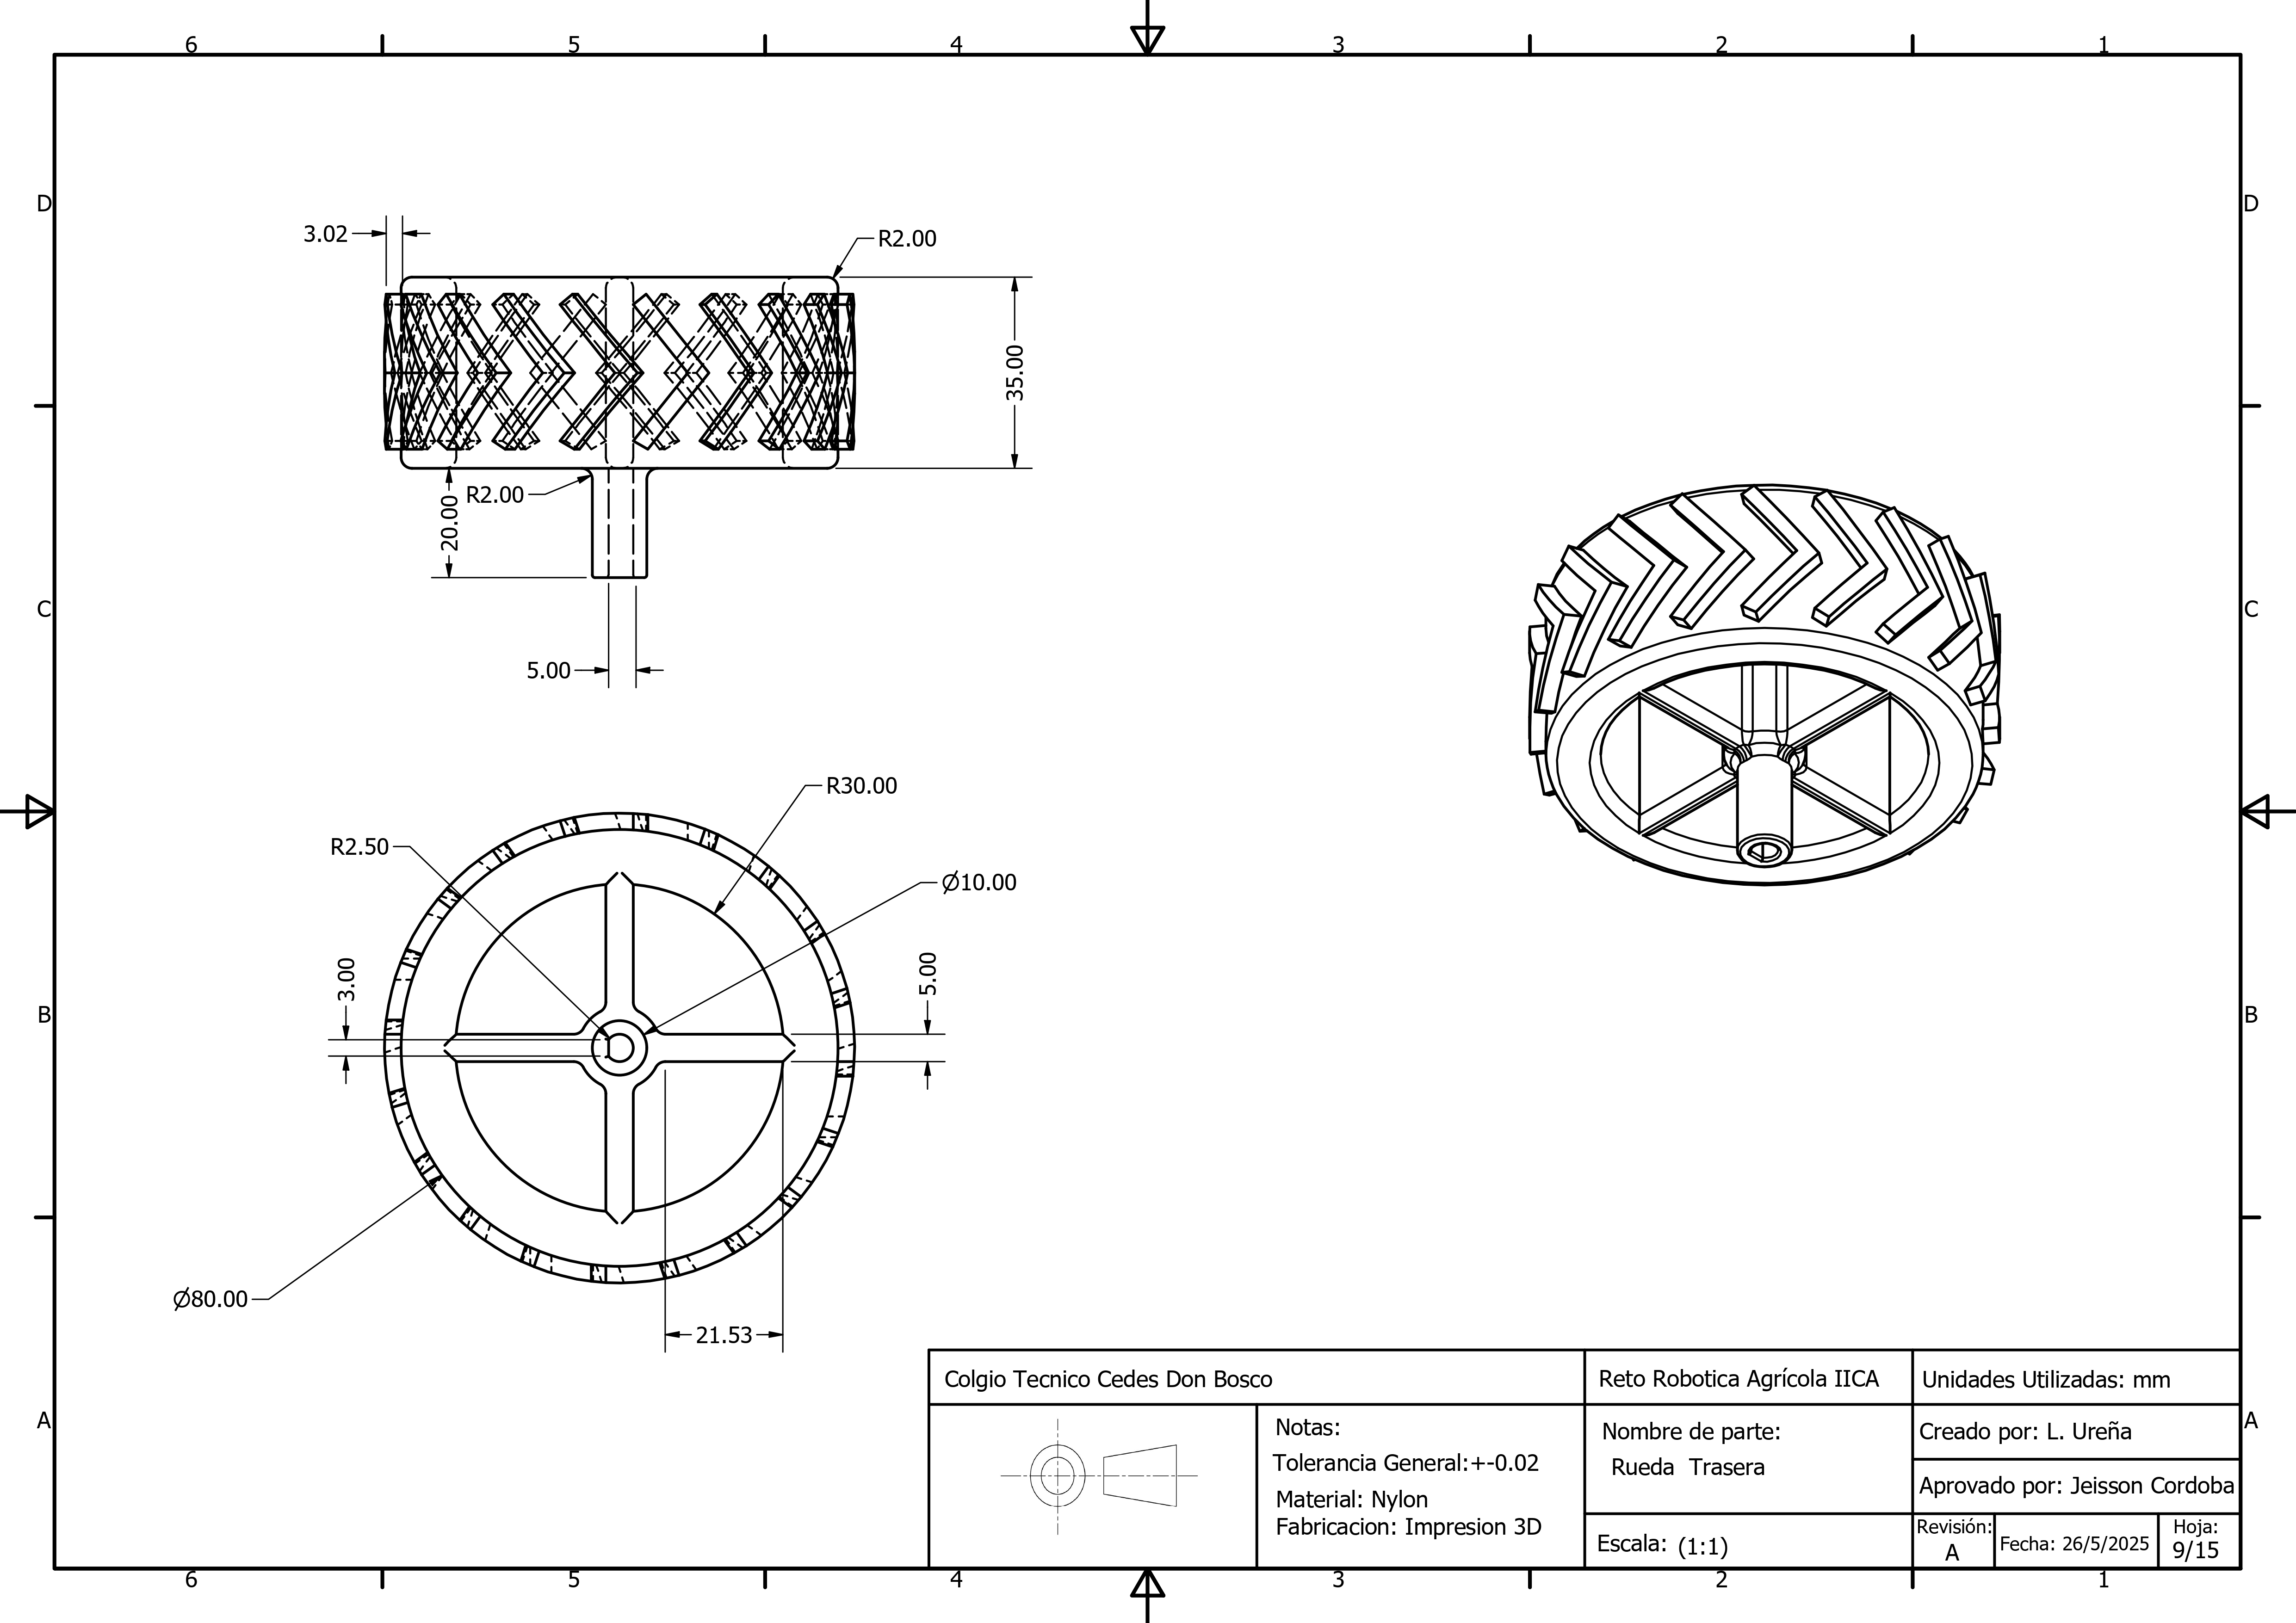 6 5 4 3 2 1
D D
3.02
R2.00
35.00
R2.00
20.00
C C
5.00
R30.00
R2.50
Ø10.00
3.00
5.00
B B
Ø80.00
21.53
Colgio Tecnico Cedes Don Bosco
Reto Robotica Agrícola IICA
Unidades Utilizadas: mm
Notas:
Tolerancia General:+-0.02
Material: Nylon
Fabricacion: Impresion 3D
Nombre de parte:
Rueda Trasera
Escala: (1:1)
Creado por: L. Ureña
Aprovado por: Jeisson Cordoba
Revisión:
A
Fecha: 26/5/2025
Hoja:
9/15
A A
6 5 4 3 2 1